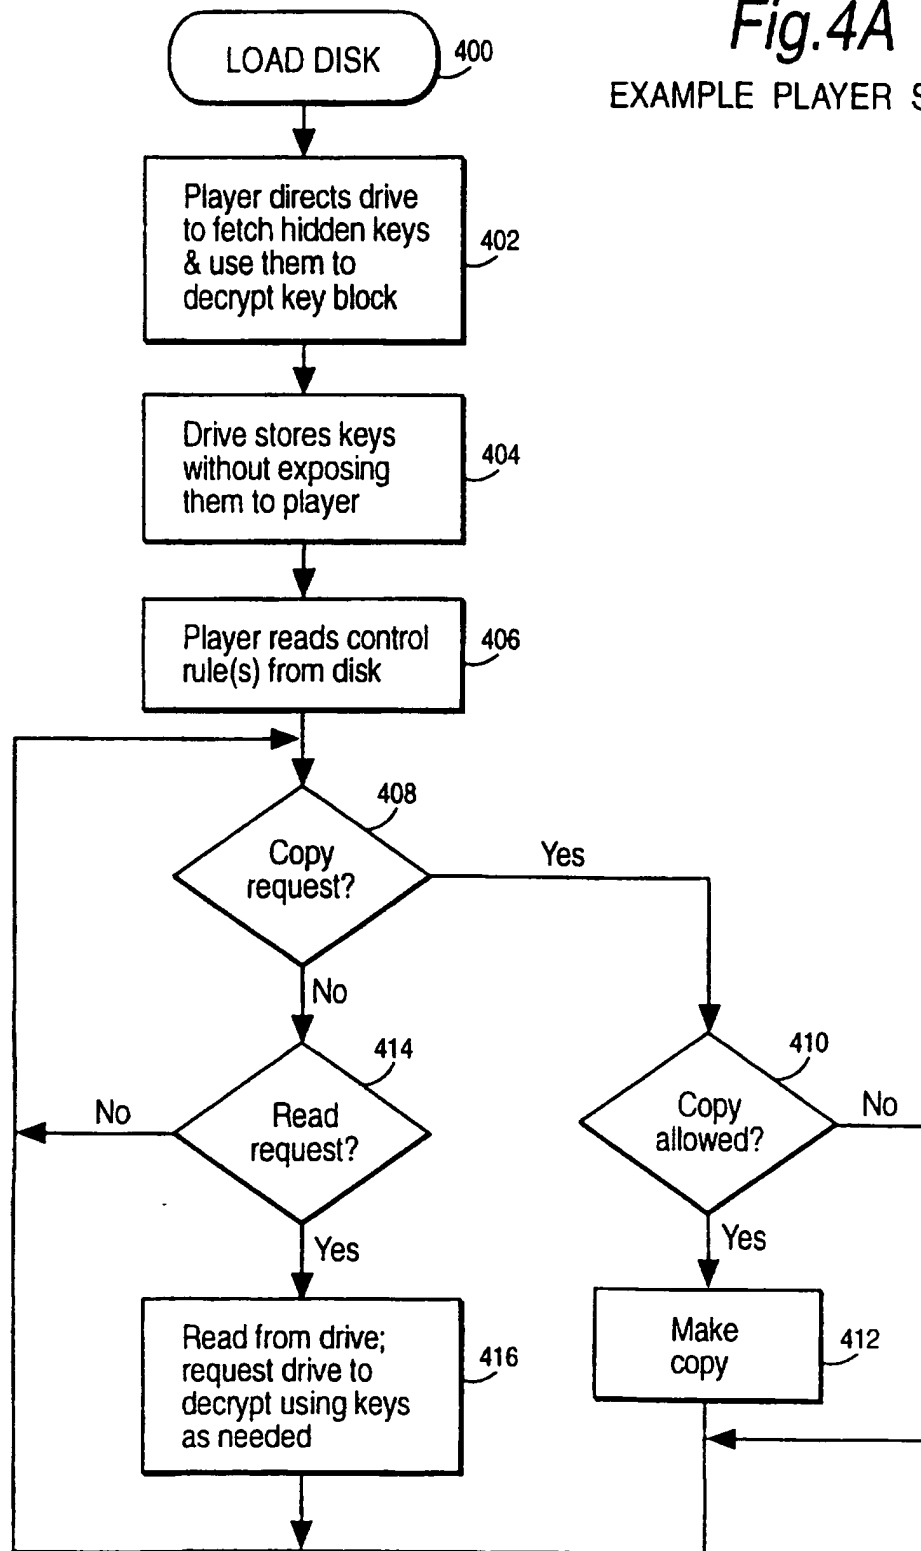 Fig.4A
EXAMPLE PLAYER
LOAD DISK
400
Player directs drive
to fetch hidden keys
& use them to
decrypt key block
402
Drive stores keys
without exposing
them to player
404
Player reads control
rule(s) from disk
406
408
Copy
request?
Yes
No
414
Read
request?
No
Yes
410
Copy
allowed?
No
Yes
Read from drive;
request drive to
decrypt using keys
as needed
416
Make
copy
412